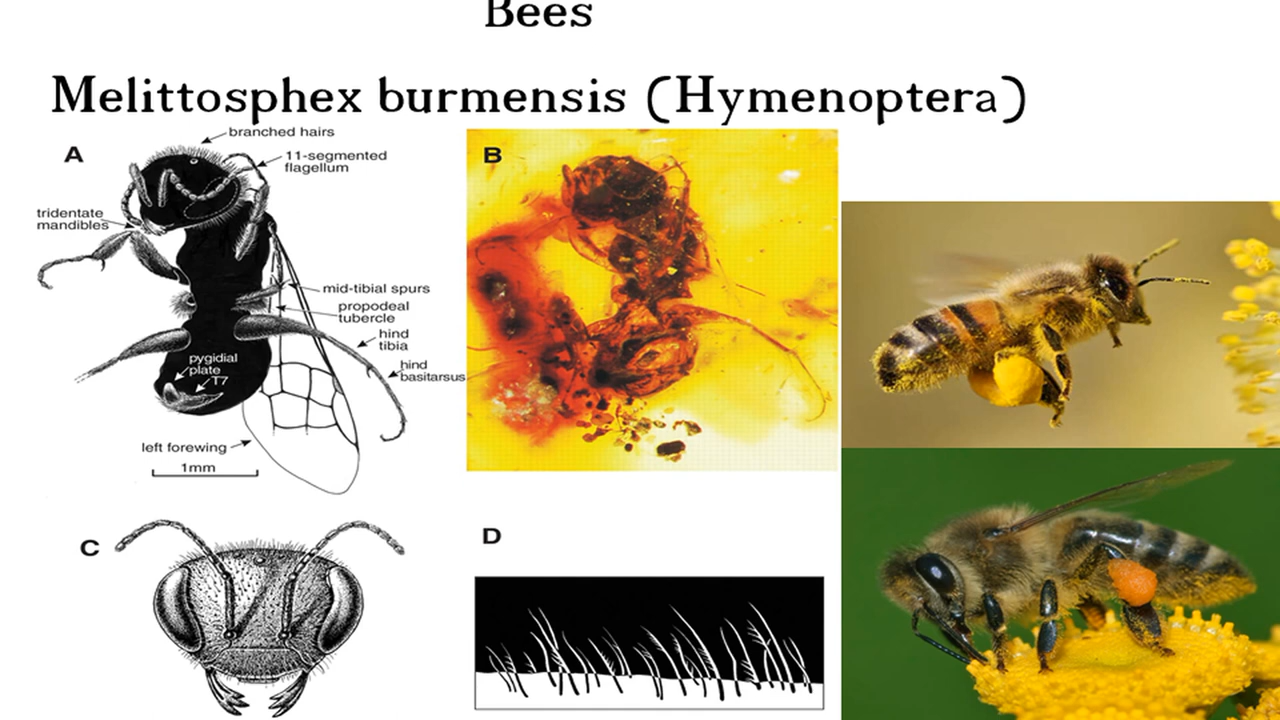 Bees
Melittosphex burmensis (Hymenoptera)
A
branched hairs
11-segmented
flagellum
tridentate
mandibles
mid-tibial spurs
propodeal
tubercle
hind
tibia
hind
basitarsus
pygidial
plate
T7
left forewing
1mm
B
C
D